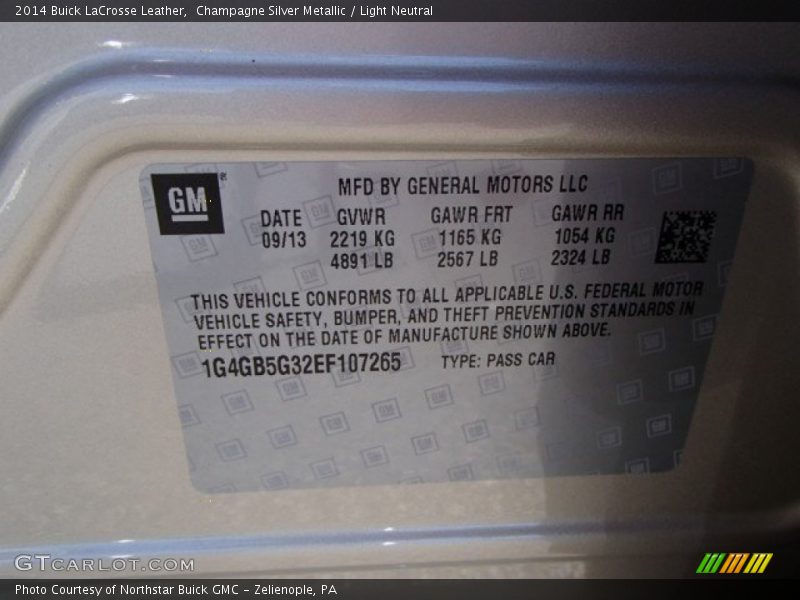 2014 Buick LaCrosse Leather,  Champagne Silver Metallic / Light Neutral
GM
MFD BY GENERAL MOTORS LLC
DATE GVWR GAWR FRT GAWR RR
09/13 2219 KG 1165 KG 1054 KG
4891 LB 2567 LB 2324 LB
THIS VEHICLE CONFORMS TO ALL APPLICABLE U.S. FEDERAL MOTOR
VEHICLE SAFETY, BUMPER, AND THEFT PREVENTION STANDARDS IN
EFFECT ON THE DATE OF MANUFACTURE SHOWN ABOVE.
1G4GB5G32EF107265 TYPE: PASS CAR
GTCARLOT.COM
Photo Courtesy of Northstar Buick GMC – Zelienople, PA